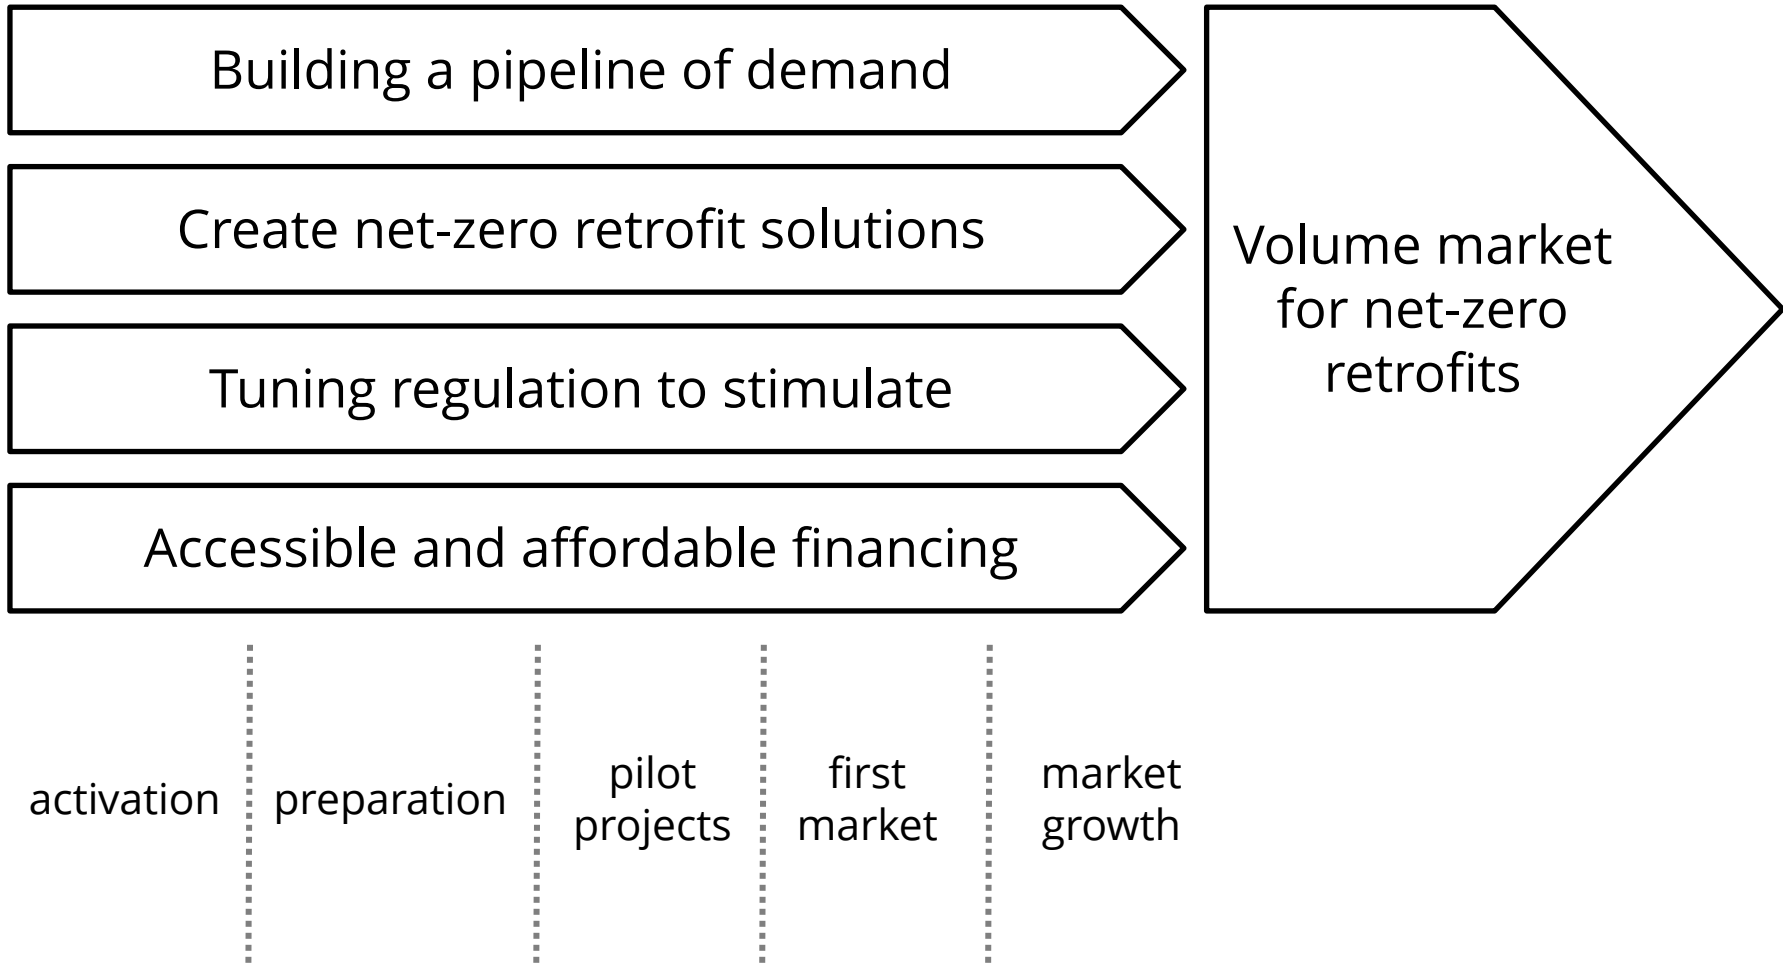 Building a pipeline of demand
Create net-zero retrofit solutions
Tuning regulation to stimulate
Accessible and affordable financing
Volume market
for net-zero
retrofits
activation
preparation
pilot
projects
first
market
market
growth